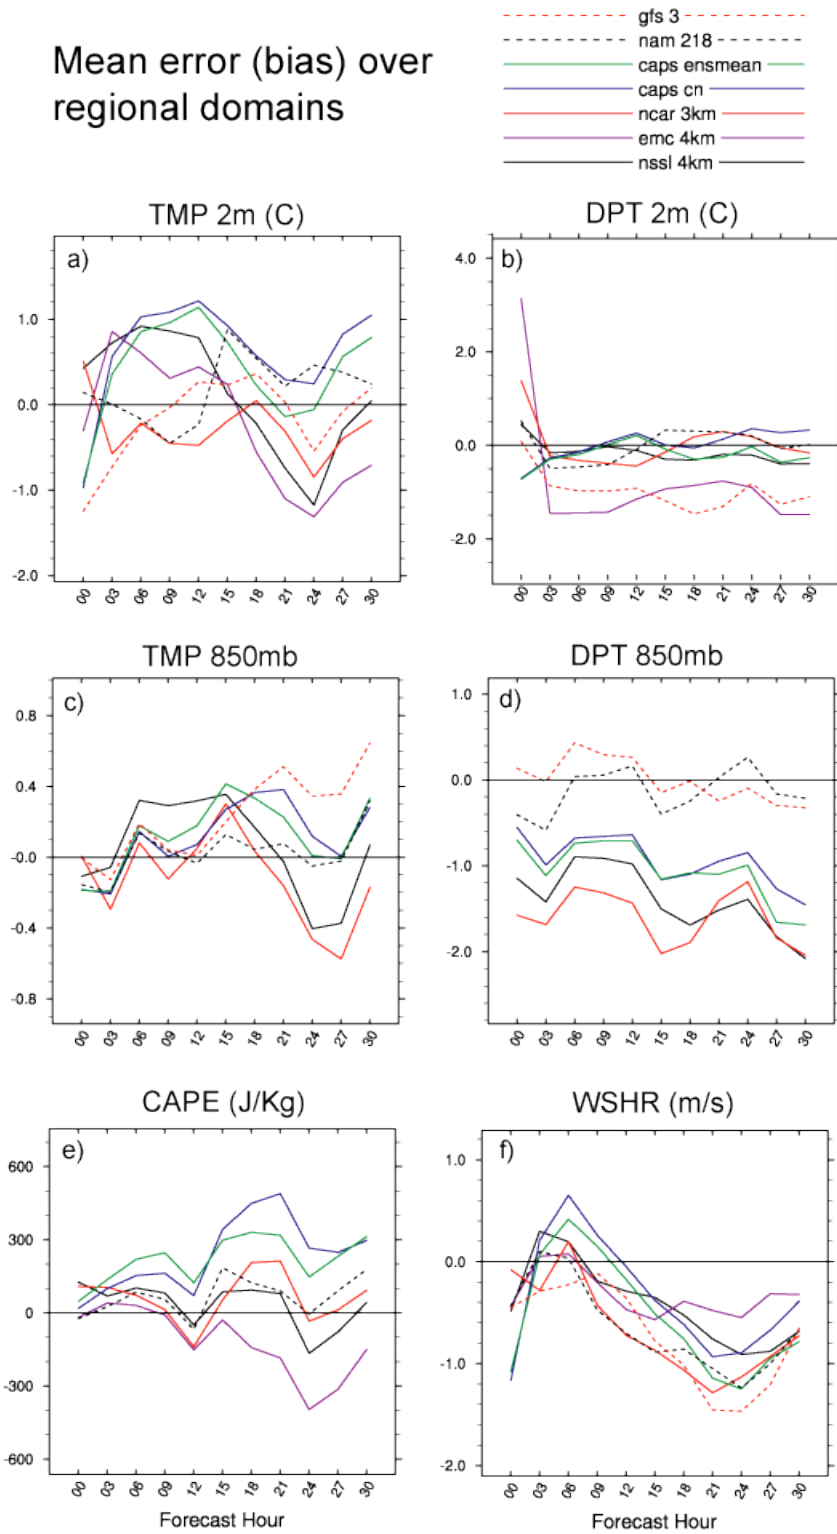 Mean error (bias) over
regional domains
gfs 3
nam 218
caps ensmean
caps cn
ncar 3km
emc 4km
nssl 4km
TMP 2m (C)
a)
1.0
0.0
-1.0
-2.0
00 03 06 09 12 15 18 21 24 27 30
DPT 2m (C)
b)
4.0
2.0
0.0
-2.0
00 03 06 09 12 15 18 21 24 27 30
TMP 850mb
c)
0.8
0.4
-0.0
-0.4
-0.8
00 03 06 09 12 15 18 21 24 27 30
DPT 850mb
d)
1.0
0.0
-1.0
-2.0
00 03 06 09 12 15 18 21 24 27 30
CAPE (J/Kg)
e)
600
300
0
-300
-600
00 03 06 09 12 15 18 21 24 27 30
Forecast Hour
WSHR (m/s)
f)
1.0
0.0
-1.0
-2.0
00 03 06 09 12 15 18 21 24 27 30
Forecast Hour